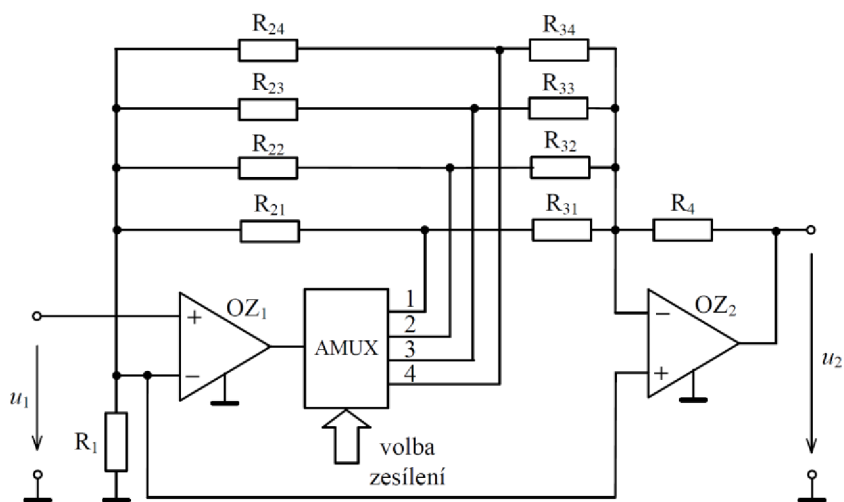 R24 R34
R23 R33
R22 R32
R21 R31 R4
+ OZ1 1 − OZ2
2
AMUX 3
− 4 +
u1 u2
R1 volba
zesílení